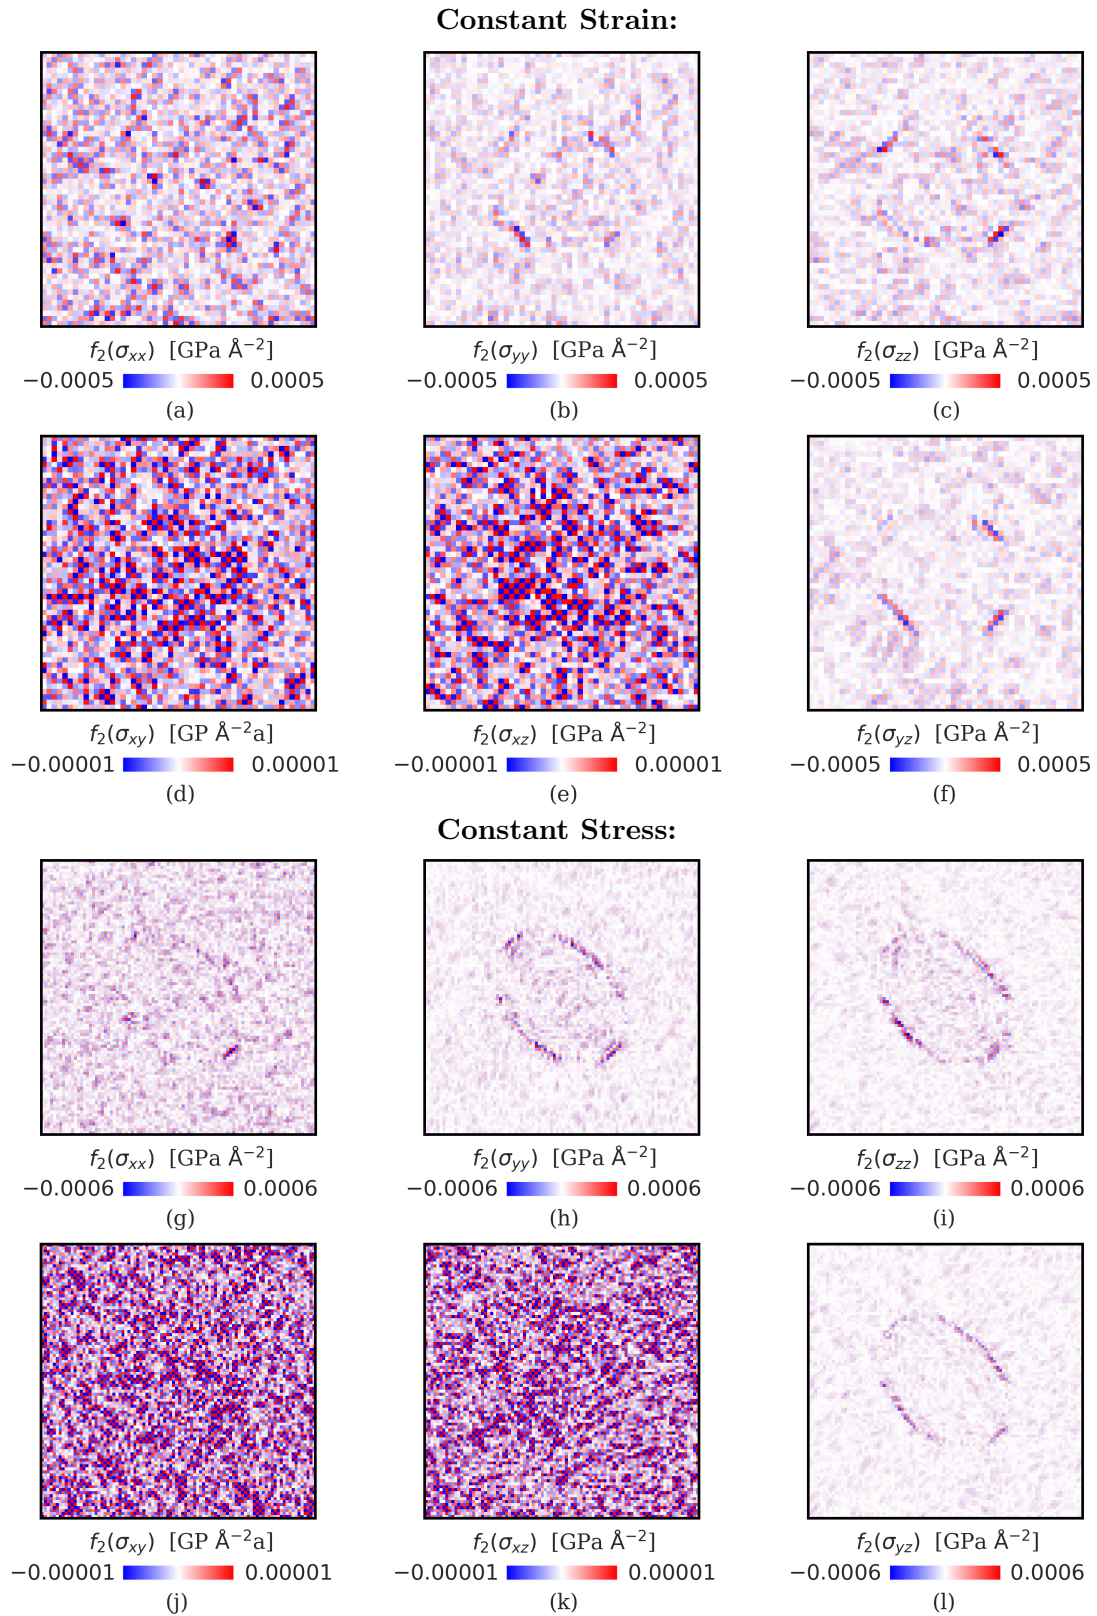 Constant Strain:
f₂(σₓₓ) [GPa Å⁻²]
f₂(σyy) [GPa Å⁻²]
f₂(σzz) [GPa Å⁻²]
−0.0005 0.0005
−0.0005 0.0005
−0.0005 0.0005
(a)
(b)
(c)
f₂(σxy) [GP Å⁻²a]
f₂(σxz) [GPa Å⁻²]
f₂(σyz) [GPa Å⁻²]
−0.00001 0.00001
−0.00001 0.00001
−0.0005 0.0005
(d)
(e)
(f)
Constant Stress:
f₂(σxx) [GPa Å⁻²]
f₂(σyy) [GPa Å⁻²]
f₂(σzz) [GPa Å⁻²]
−0.0006 0.0006
−0.0006 0.0006
−0.0006 0.0006
(g)
(h)
(i)
f₂(σxy) [GP Å⁻²a]
f₂(σxz) [GPa Å⁻²]
f₂(σyz) [GPa Å⁻²]
−0.00001 0.00001
−0.00001 0.00001
−0.0006 0.0006
(j)
(k)
(l)